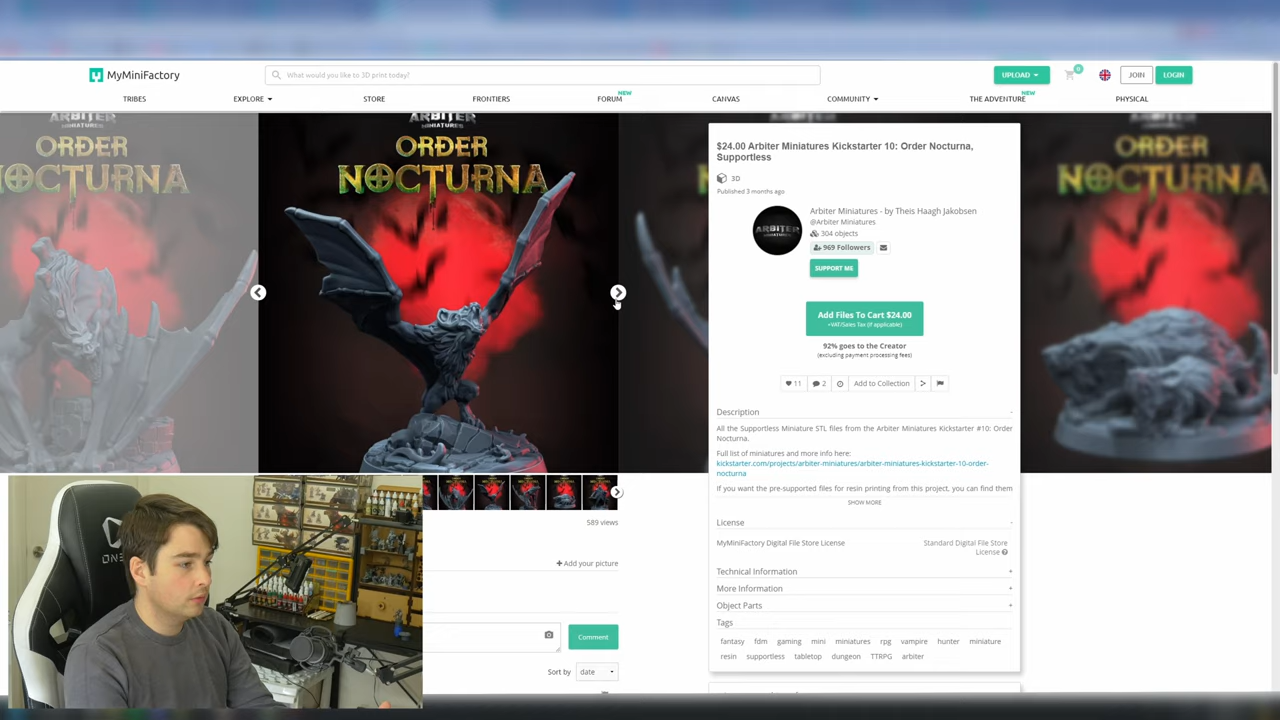 MyMiniFactory
What would you like to 3D print today?
UPLOAD
0
JOIN
LOGIN
TRIBES
EXPLORE
STORE
FRONTIERS
NEW
FORUM
CANVAS
COMMUNITY
NEW
THE ADVENTURE
PHYSICAL
ARBITER
MINIATURES
ORDER
NOCTURNA
ORDER
NOCTURNA
ORDER
NOCTURNA
$24.00 Arbiter Miniatures Kickstarter 10: Order Nocturna,
Supportless
3D
Published 3 months ago
ARBITER
Arbiter Miniatures - by Theis Haagh Jakobsen
@Arbiter Miniatures
304 objects
969 Followers
SUPPORT ME
Add Files To Cart $24.00
+VAT/Sales Tax (if applicable)
92% goes to the Creator
(excluding payment processing fees)
11
2
Add to Collection
Description
-
All the Supportless Miniature STL files from the Arbiter Miniatures Kickstarter #10: Order
Nocturna.
Full list of miniatures and more info here:
kickstarter.com/projects/arbiter-miniatures/arbiter-miniatures-kickstarter-10-order-
nocturna
If you want the pre-supported files for resin printing from this project, you can find them
SHOW MORE
License
-
MyMiniFactory Digital File Store License
Standard Digital File Store
License
Technical Information
+
More Information
+
Object Parts
+
Tags
fantasy fdm gaming mini miniatures rpg vampire hunter miniature
resin supportless tabletop dungeon TTRPG arbiter
589 views
+ Add your picture
Comment
Sort by
date